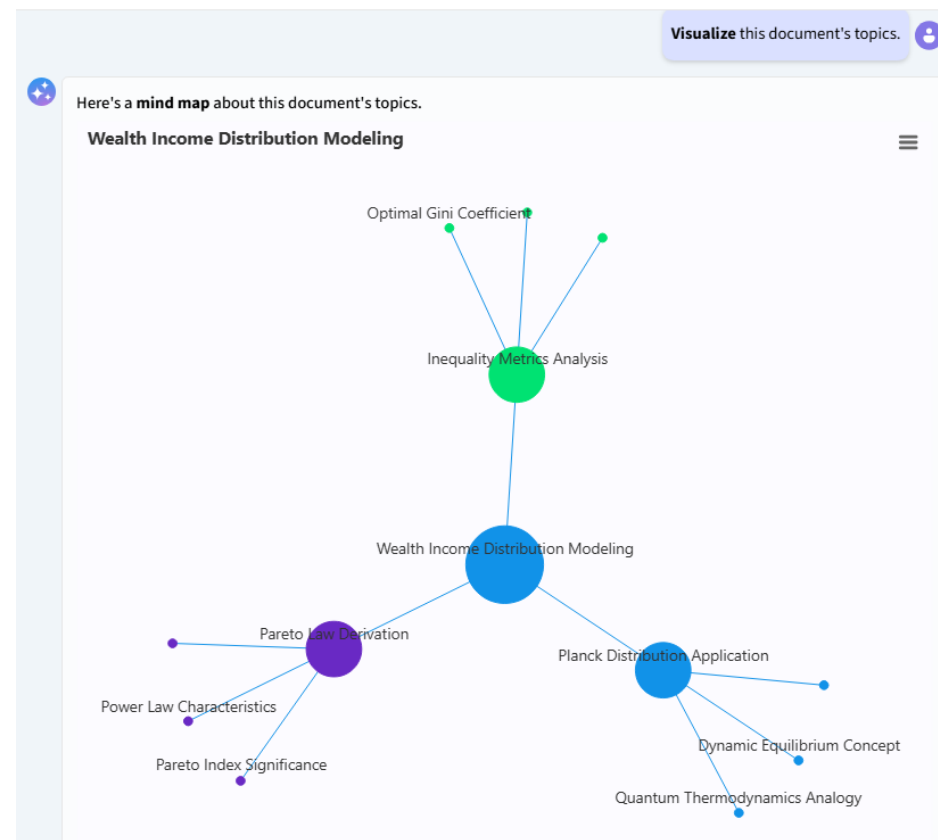 Visualize this document's topics.
Here's a mind map about this document's topics.
Wealth Income Distribution Modeling
Optimal Gini Coefficient
Inequality Metrics Analysis
Wealth Income Distribution Modeling
Pareto Law Derivation
Planck Distribution Application
Power Law Characteristics
Dynamic Equilibrium Concept
Pareto Index Significance
Quantum Thermodynamics Analogy